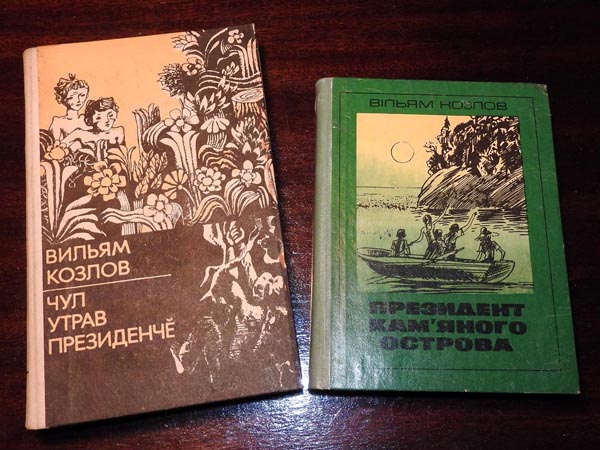 ВИЛЬЯМ
КОЗЛОВ
ЧУЛ
УТРАВ
ПРЕЗИДЕНЧӖ
ВІЛЬЯМ КОЗЛОВ
ПРЕЗИДЕНТ
КАМ'ЯНОГО
ОСТРОВА